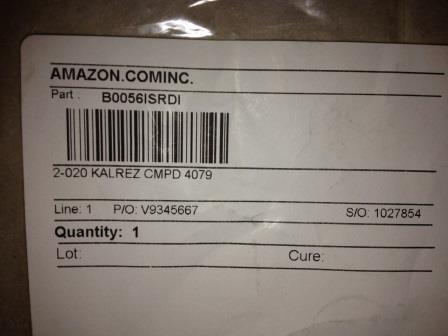 AMAZON.COMINC.
Part : B0056ISRDI
2-020 KALREZ CMPD 4079
Line: 1 P/O: V9345667 S/O: 1027854
Quantity: 1
Lot: Cure: